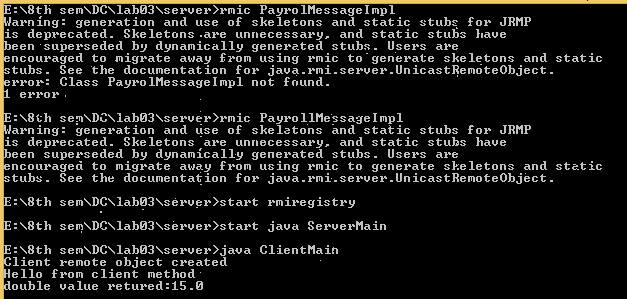 E:\8th sem\DC\lab03\server>rmic PayrolMessageImpl
Warning: generation and use of skeletons and static stubs for JRMP
is deprecated. Skeletons are unnecessary, and static stubs have
been superseded by dynamically generated stubs. Users are
encouraged to migrate away from using rmic to generate skeletons and static
stubs. See the documentation for java.rmi.server.UnicastRemoteObject.
error: Class PayrolMessageImpl not found.
1 error
E:\8th sem\DC\lab03\server>rmic PayrollMessageImpl
Warning: generation and use of skeletons and static stubs for JRMP
is deprecated. Skeletons are unnecessary, and static stubs have
been superseded by dynamically generated stubs. Users are
encouraged to migrate away from using rmic to generate skeletons and static
stubs. See the documentation for java.rmi.server.UnicastRemoteObject.
E:\8th sem\DC\lab03\server>start rmiregistry
E:\8th sem\DC\lab03\server>start java ServerMain
E:\8th sem\DC\lab03\server>java ClientMain
Client remote object created
Hello from client method
double value retured:15.0